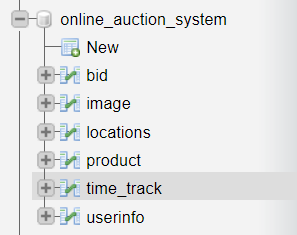 online_auction_system
New
bid
image
locations
product
time_track
userinfo